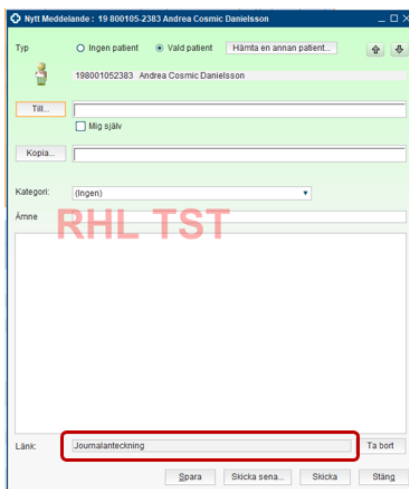 Nytt Meddelande : 19 800105-2383 Andrea Cosmic Danielsson
Typ Ingen patient Vald patient Hämta en annan patient...
198001052383 Andrea Cosmic Danielsson
Till...
Mig själv
Kopia...
Kategori: (Ingen)
Ämne
RHL TST
Länk: Journalanteckning Ta bort
Spara Skicka sena... Skicka Stäng